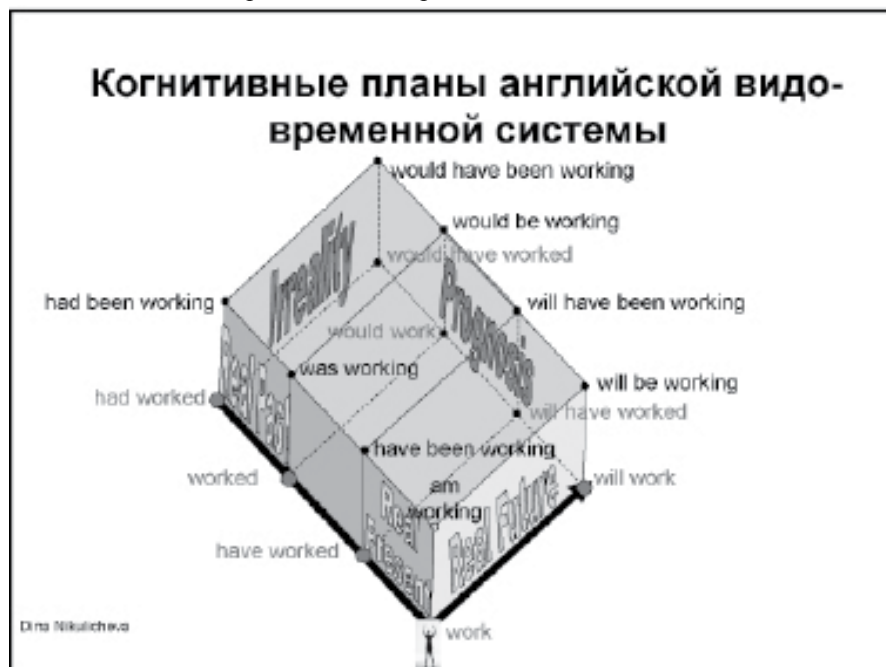 Когнитивные планы английской видо-
временной системы
would have been working
would be working
would have worked
Irreality
Prognosis
had been working
will have been working
would work
Real Past
was working
will be working
had worked
will have worked
have been working
worked
am
working
will work
Real
Present
Real Future
have worked
Dina Nikulicheva
work